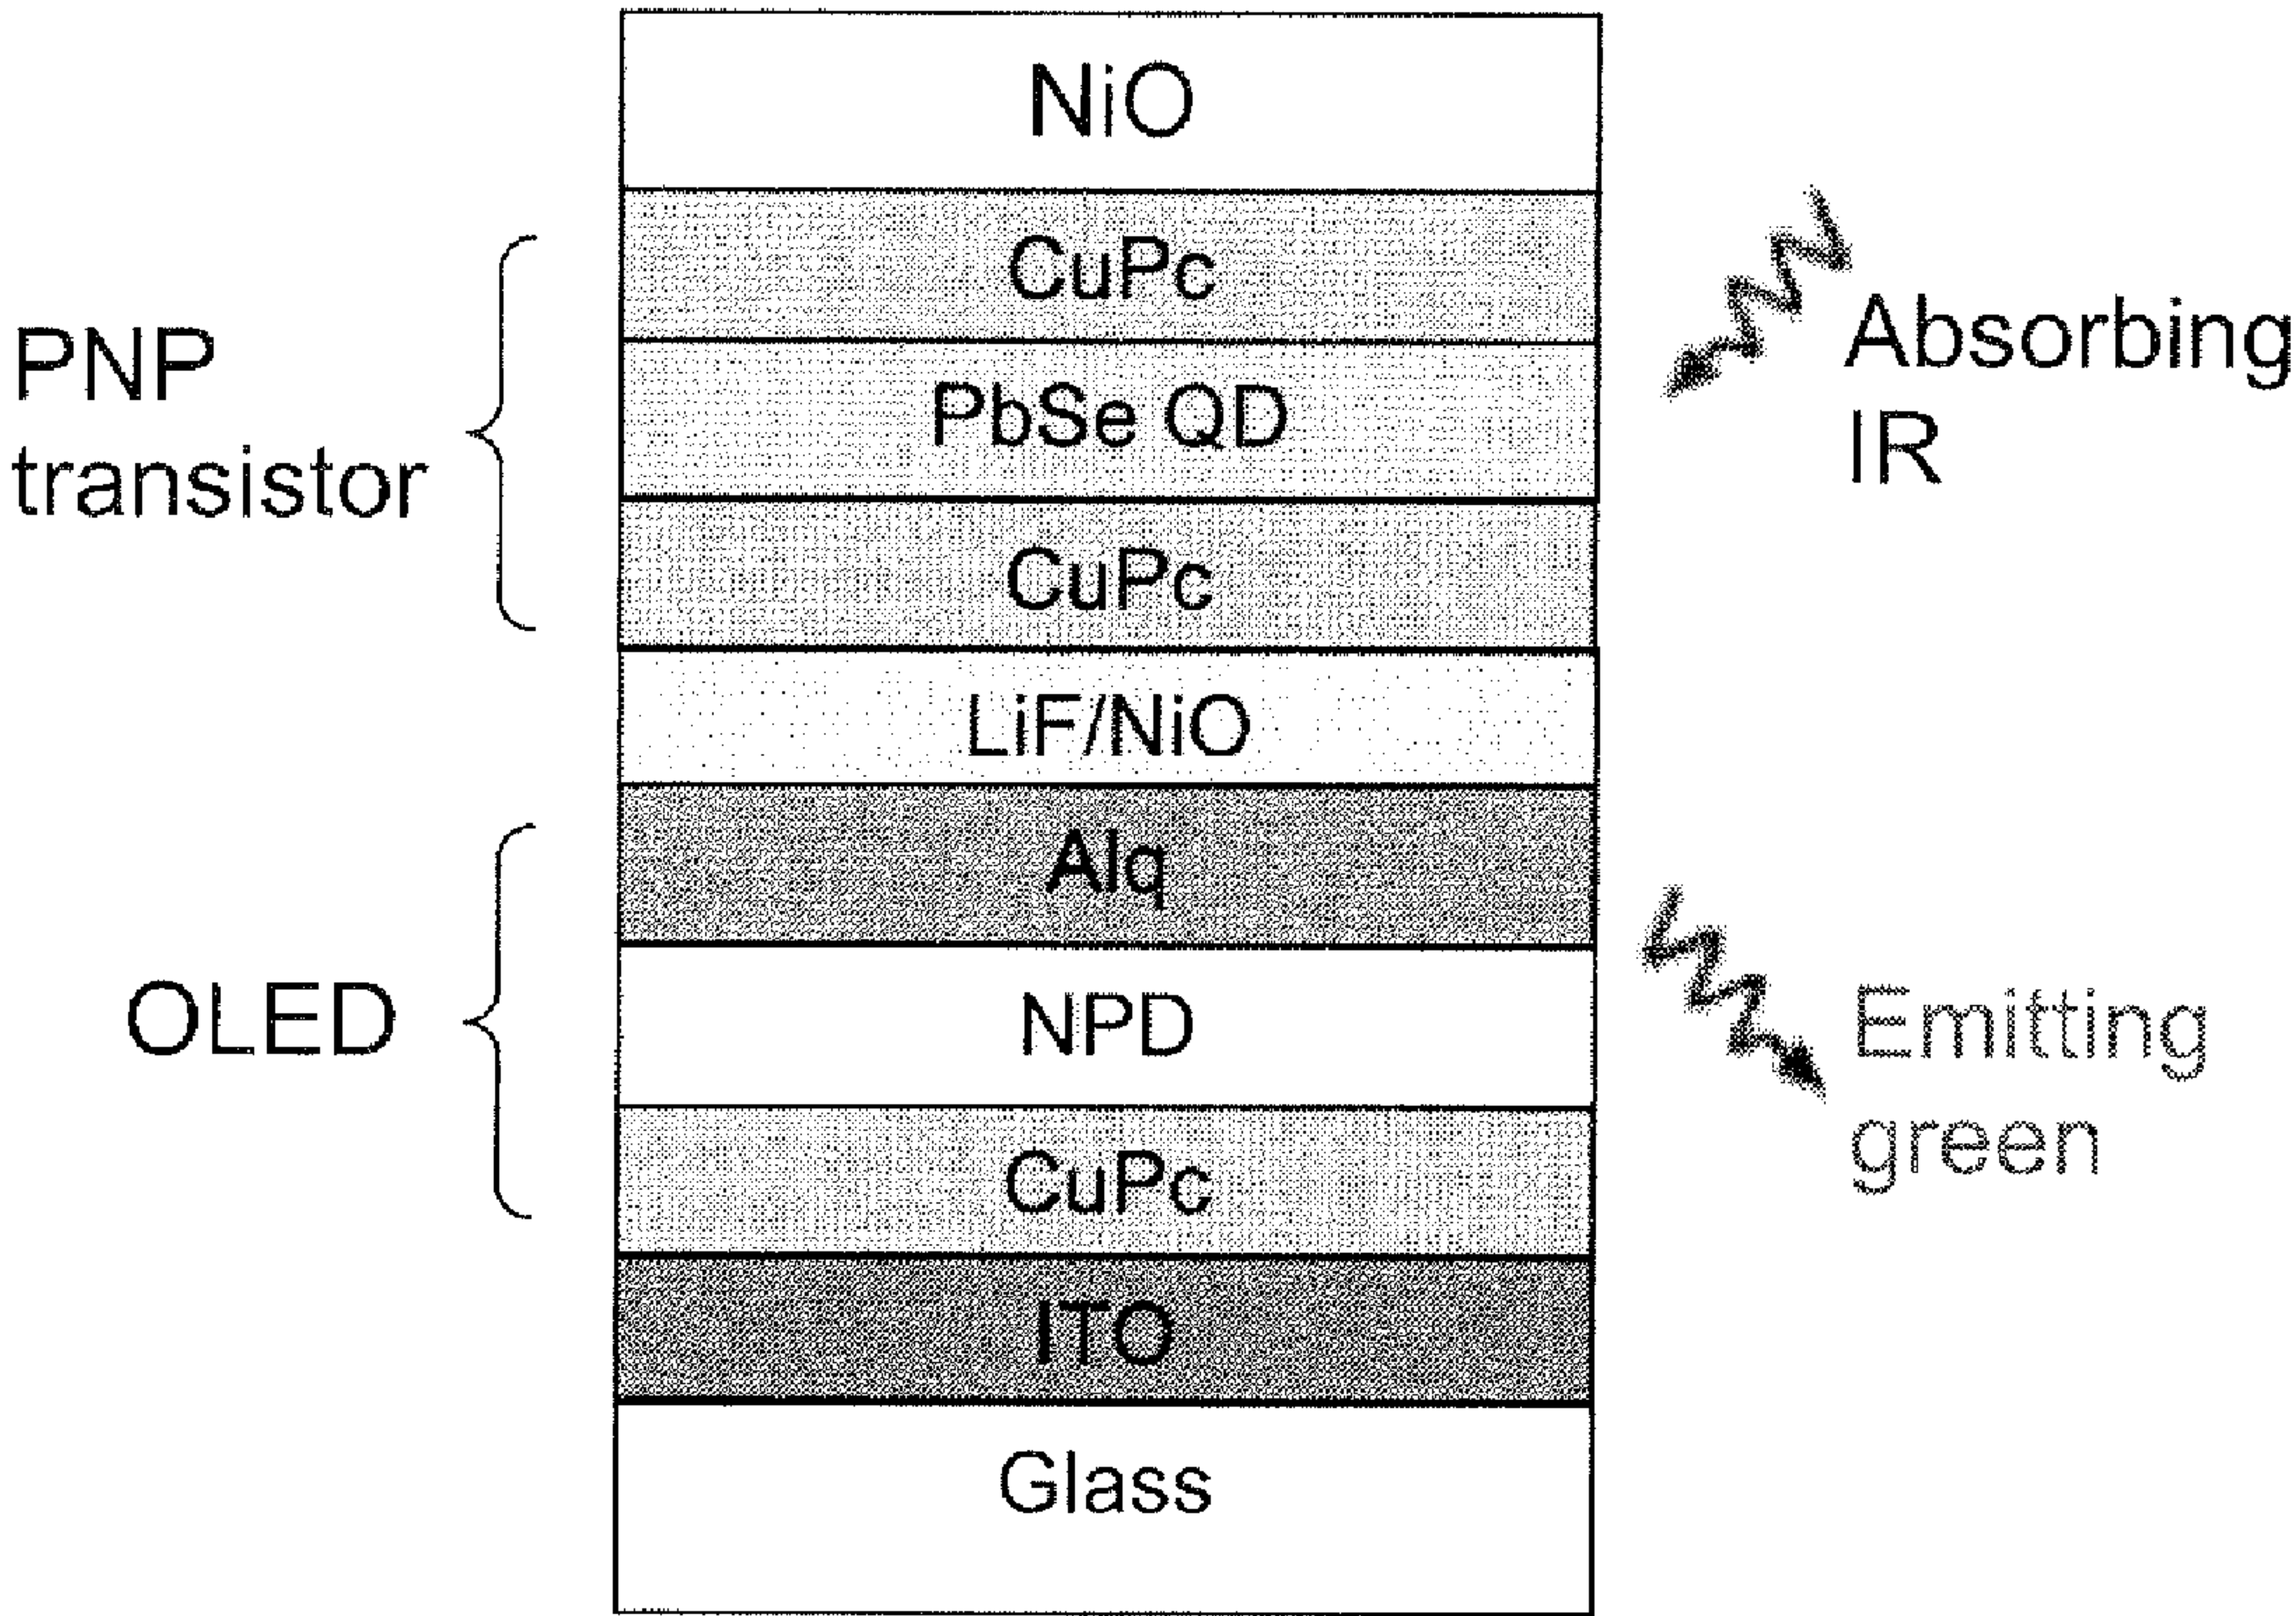 NiO
CuPc
PbSe QD
CuPc
LiF/NiO
Alq
NPD
CuPc
ITO
Glass
PNP
transistor
OLED
Absorbing
IR
Emitting
green